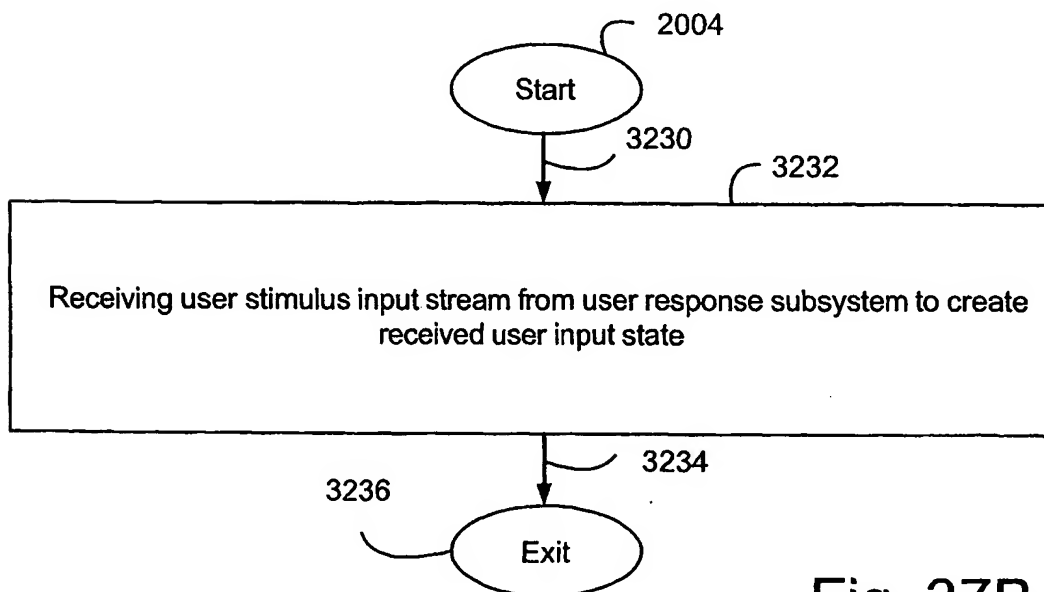 2004
Start
3230
3232
Receiving user stimulus input stream from user response subsystem to create
received user input state
3234
3236
Exit